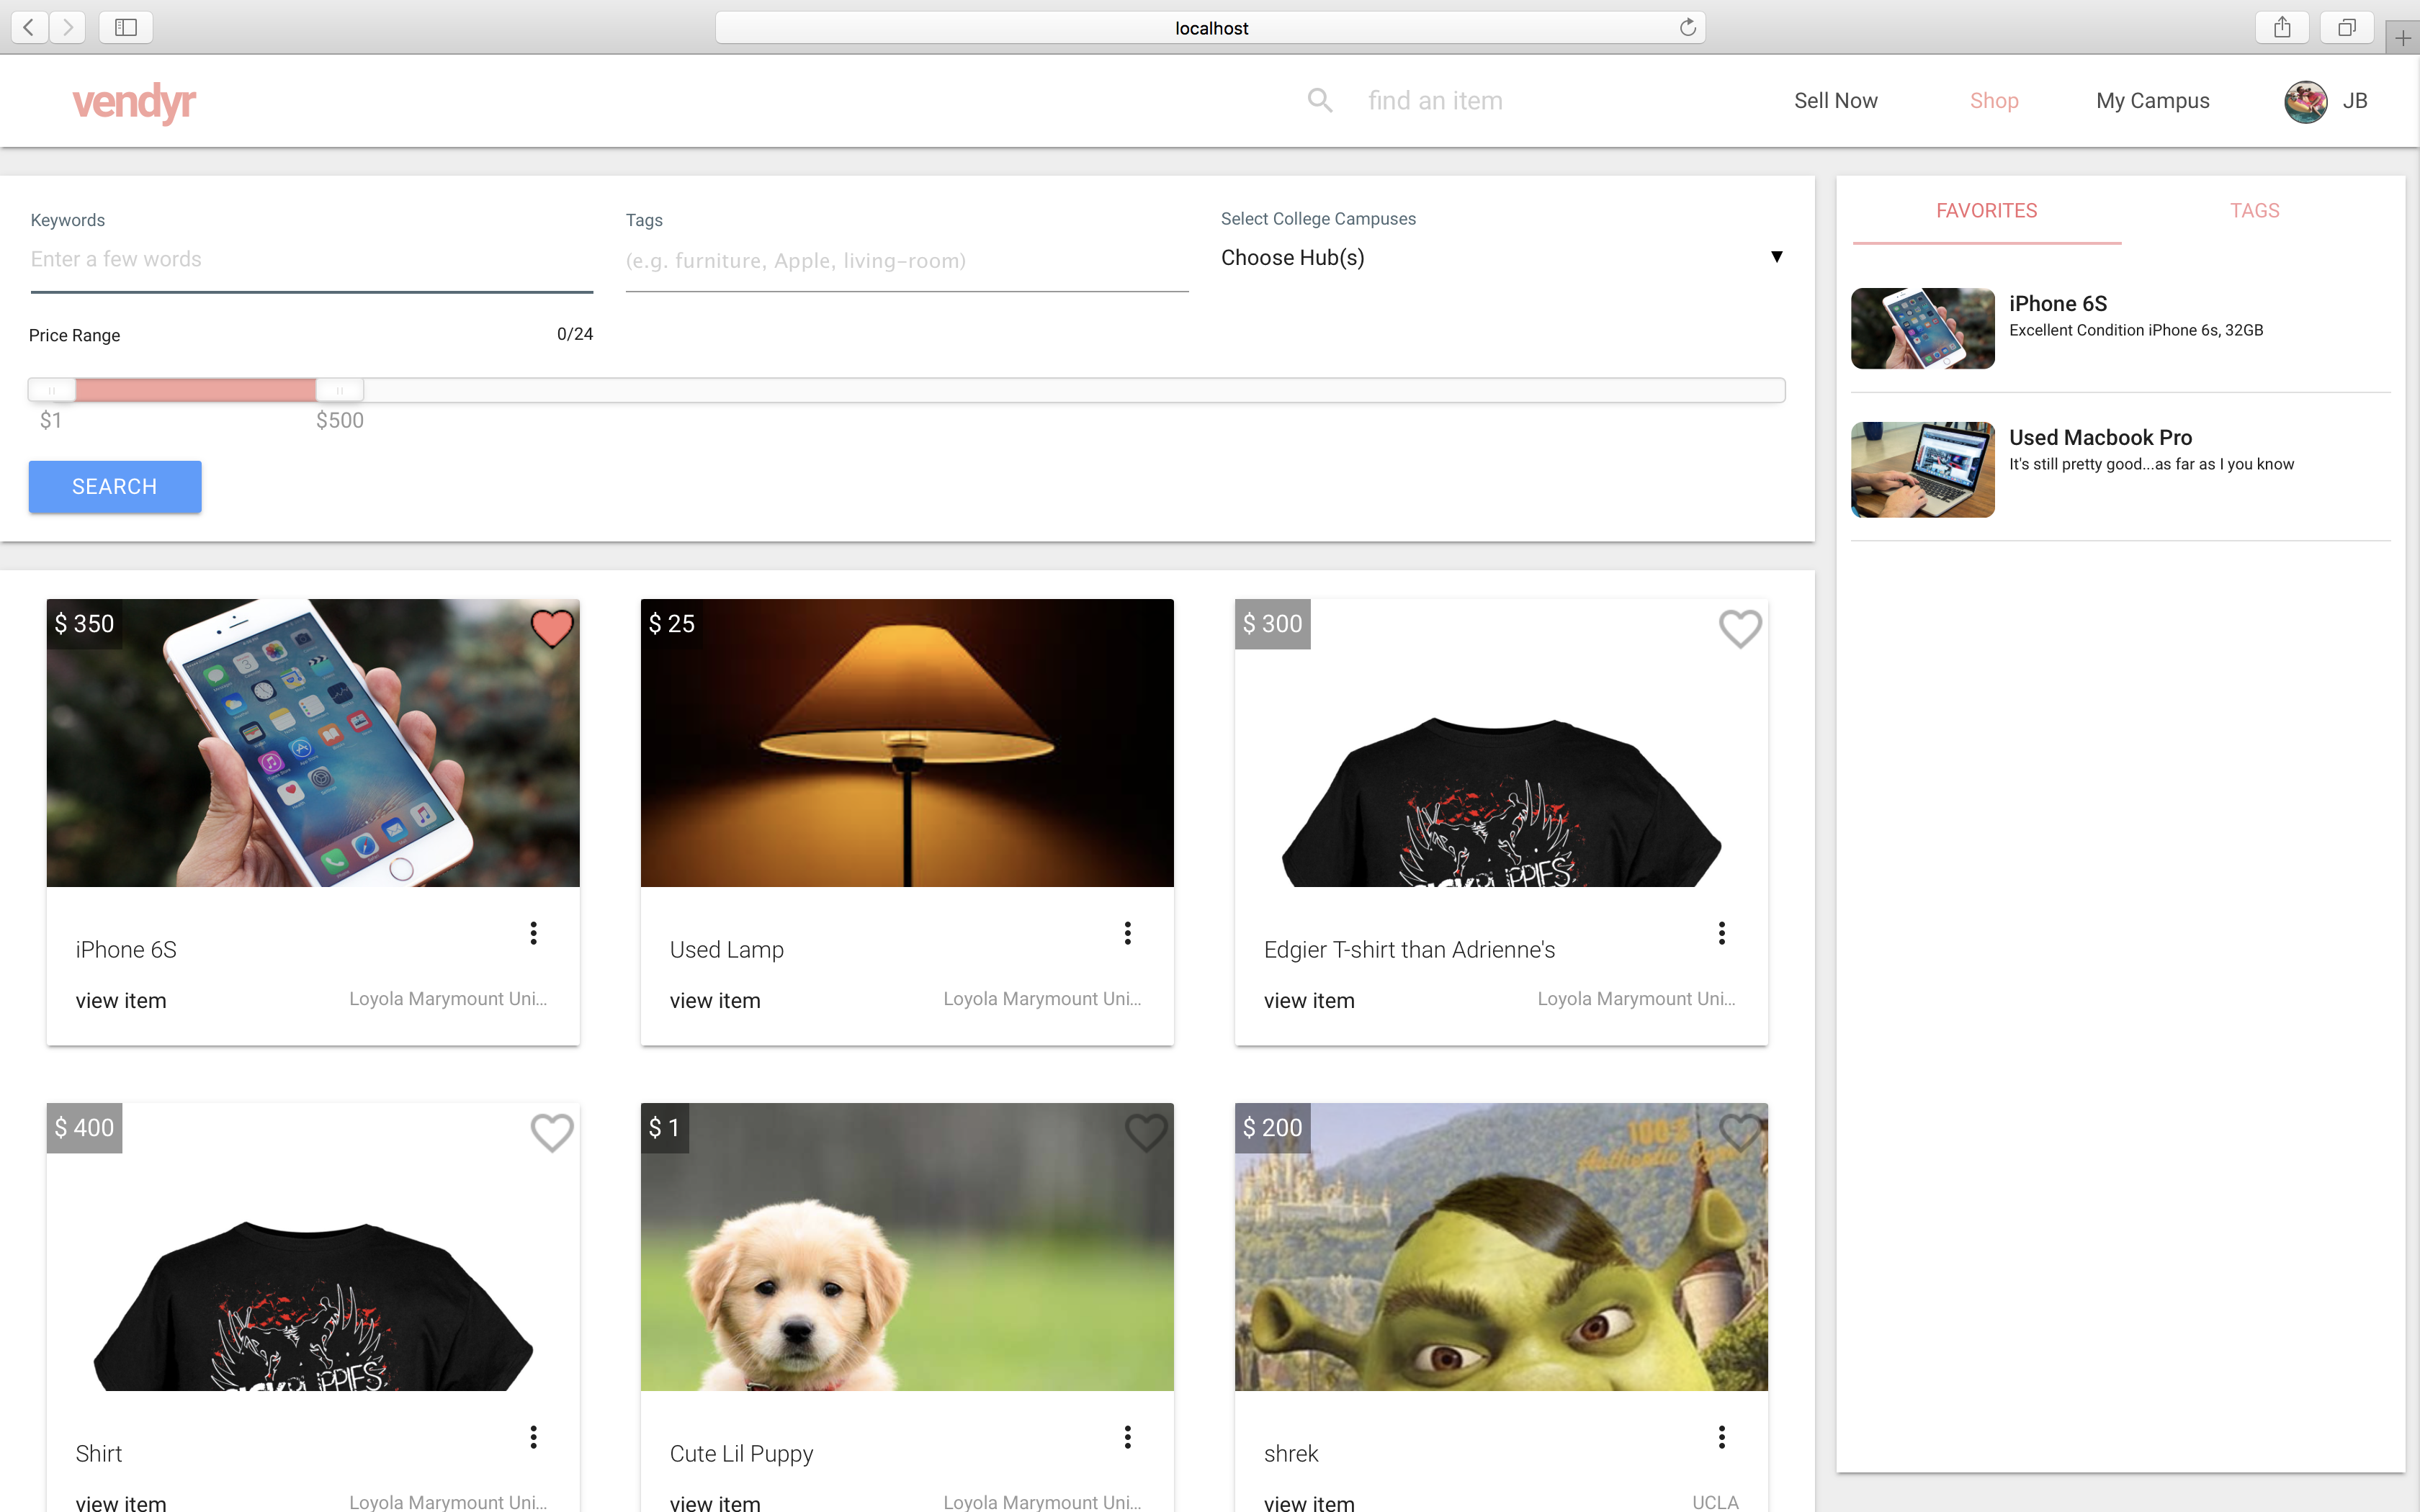 localhost
vendyr
find an item
Sell Now
Shop
My Campus
JB
Keywords
Enter a few words
Tags
(e.g. furniture, Apple, living-room)
Select College Campuses
Choose Hub(s)
▼
Price Range
0/24
$1
$500
SEARCH
FAVORITES
TAGS
iPhone 6S
Excellent Condition iPhone 6s, 32GB
Used Macbook Pro
It's still pretty good...as far as I you know
$ 350
$ 25
$ 300
iPhone 6S
view item
Loyola Marymount Uni...
Used Lamp
view item
Loyola Marymount Uni...
Edgier T-shirt than Adrienne's
view item
Loyola Marymount Uni...
$ 400
$ 1
$ 200
100%
Authentic
Shirt
view item
Loyola Marymount Uni...
Cute Lil Puppy
view item
Loyola Marymount Uni...
shrek
view item
UCLA